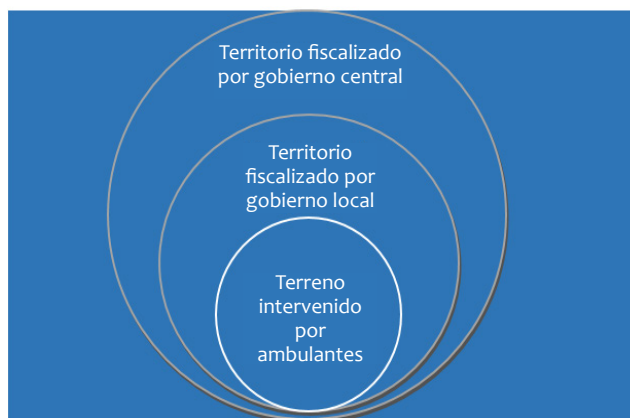 Territorio fiscalizado
por gobierno central
Territorio
fiscalizado por
gobierno local
Terreno
intervenido
por
ambulantes